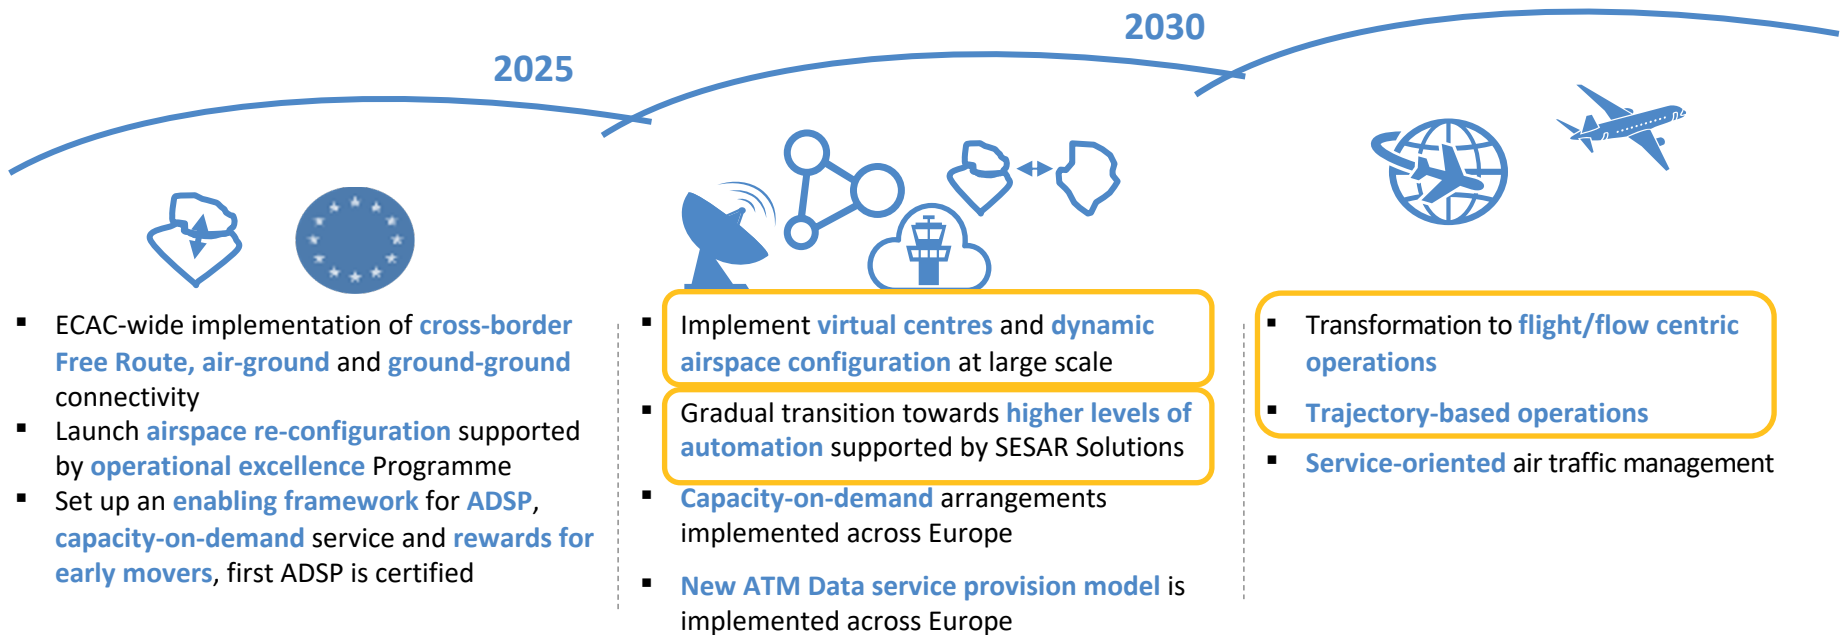 2025
2030
▪ ECAC-wide implementation of cross-border
Free Route, air-ground and ground-ground
connectivity
▪ Launch airspace re-configuration supported
by operational excellence Programme
▪ Set up an enabling framework for ADSP,
capacity-on-demand service and rewards for
early movers, first ADSP is certified
▪ Implement virtual centres and dynamic
airspace configuration at large scale
▪ Gradual transition towards higher levels of
automation supported by SESAR Solutions
▪ Capacity-on-demand arrangements
implemented across Europe
▪ New ATM Data service provision model is
implemented across Europe
▪ Transformation to flight/flow centric
operations
▪ Trajectory-based operations
▪ Service-oriented air traffic management